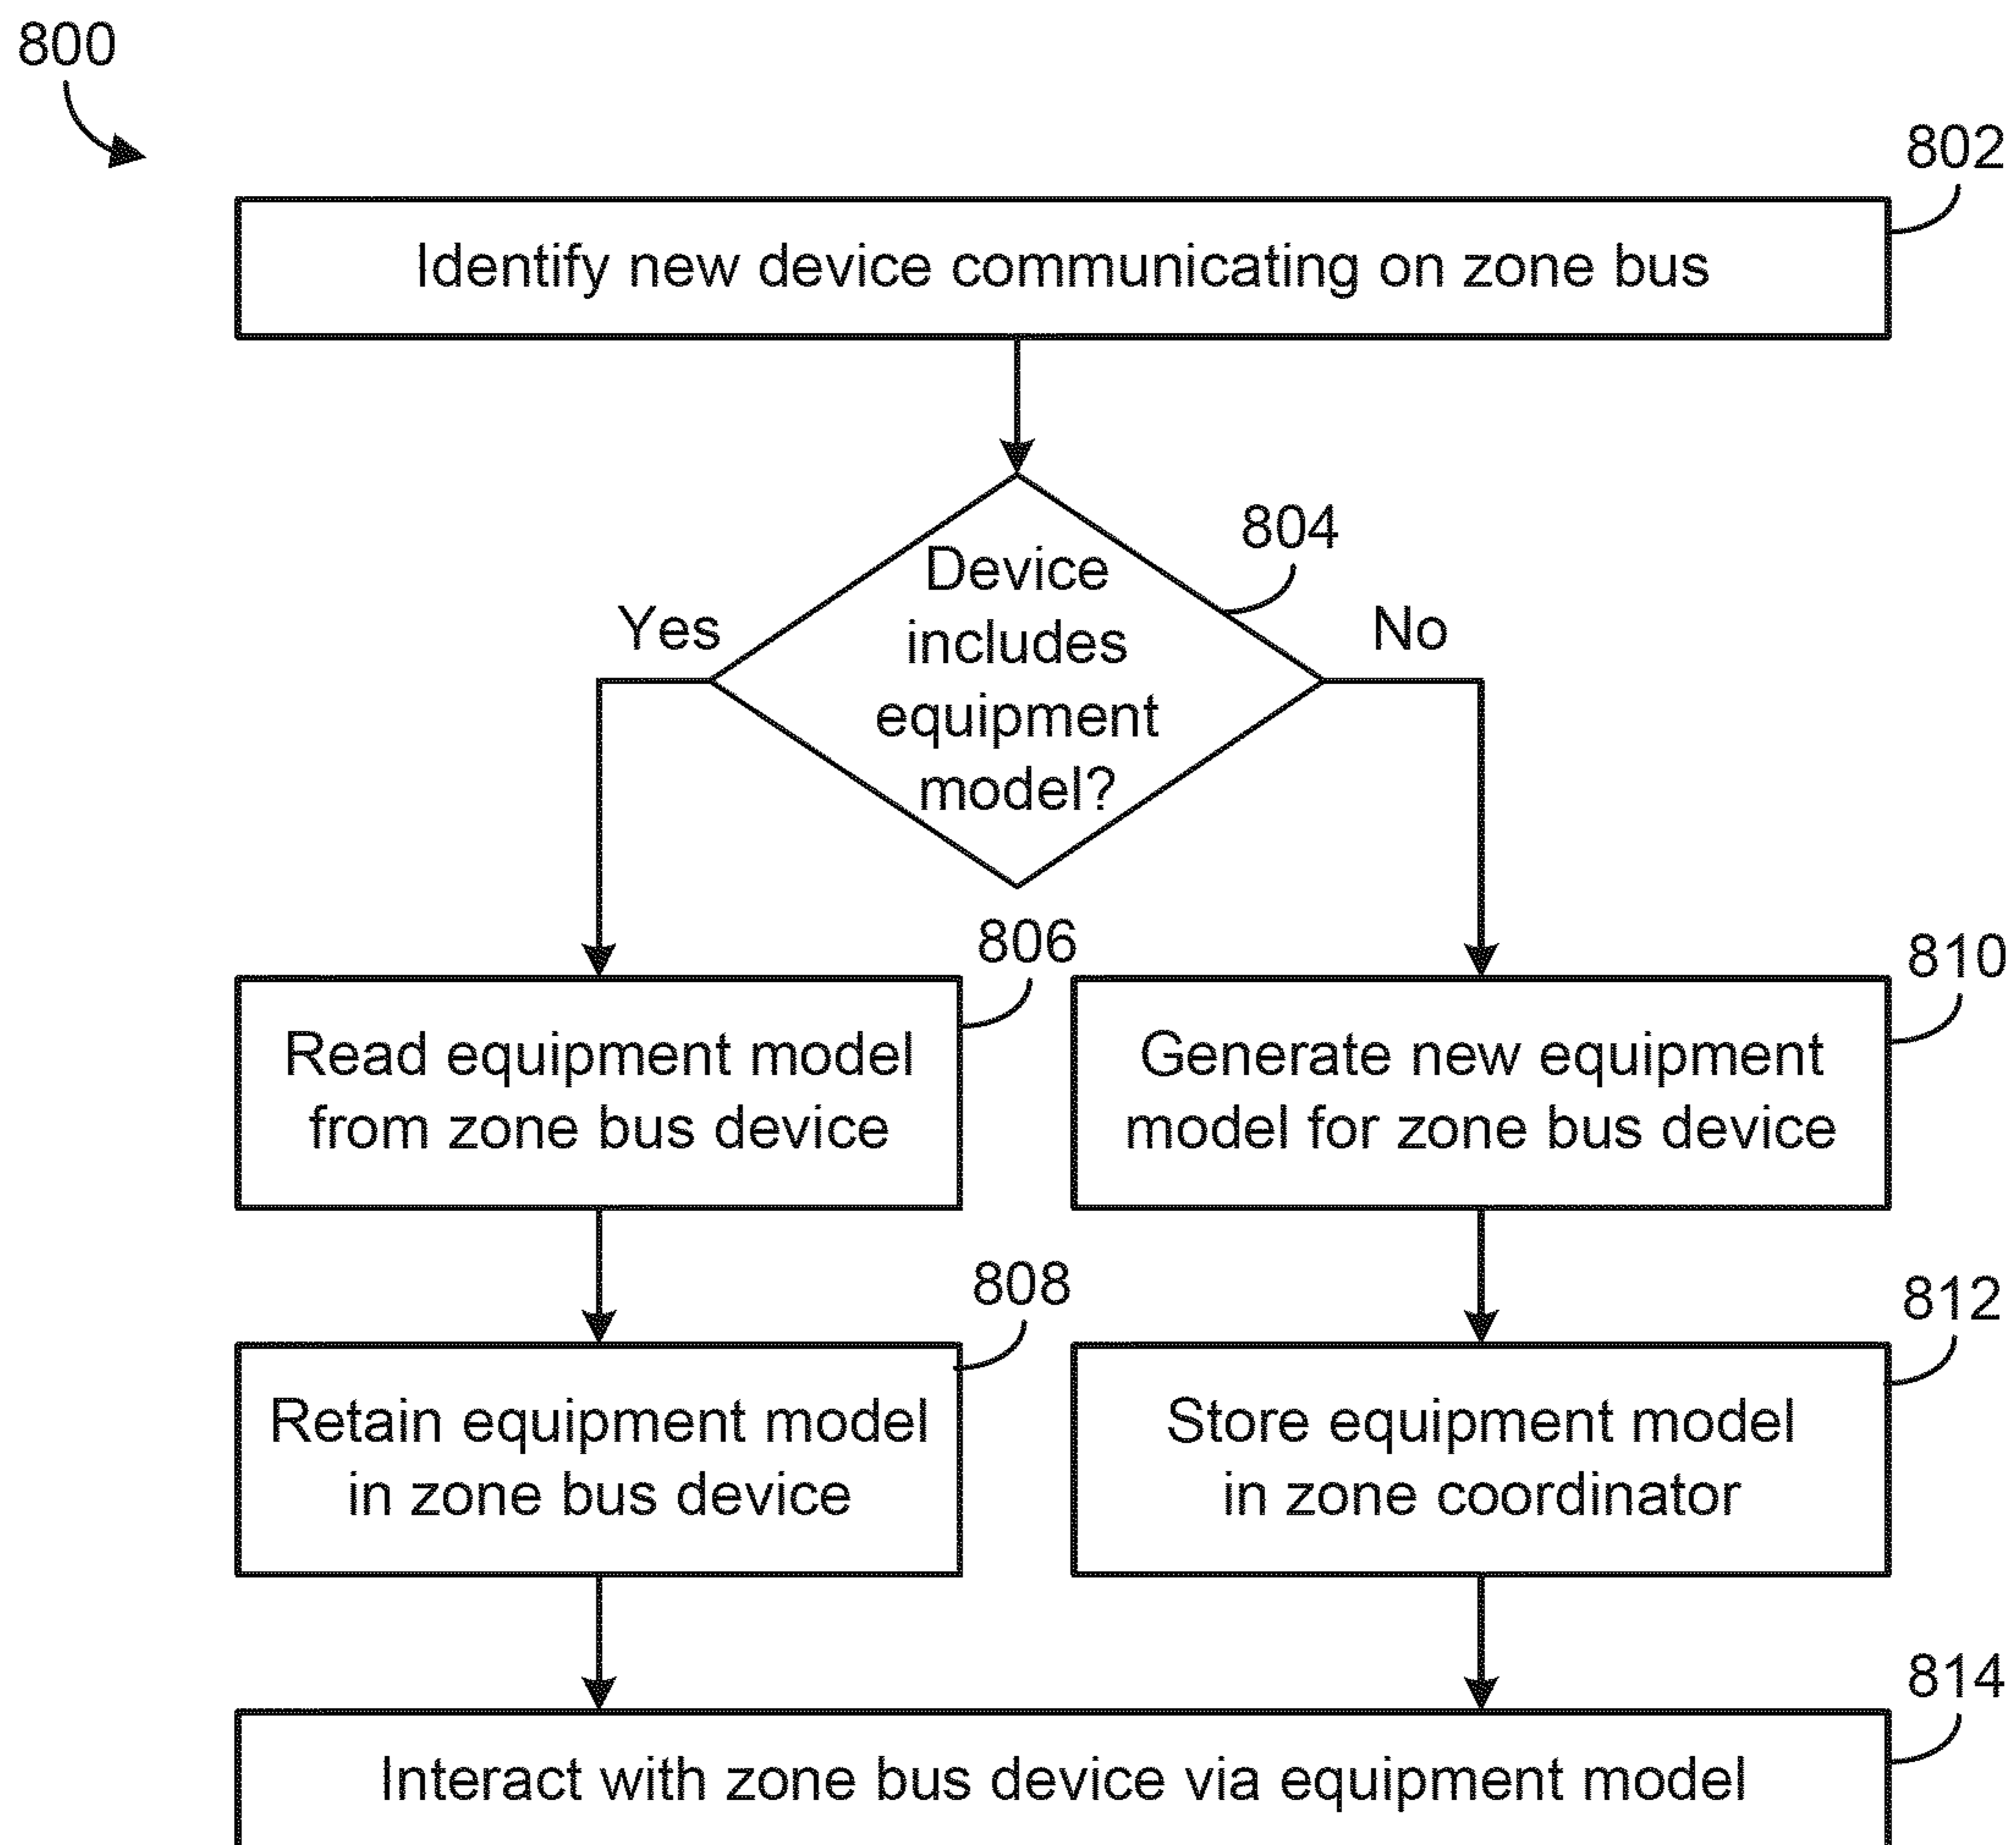 800
802
Identify new device communicating on zone bus
804
Device
includes
equipment
model?
Yes
No
806
810
Read equipment model
from zone bus device
Generate new equipment
model for zone bus device
808
812
Retain equipment model
in zone bus device
Store equipment model
in zone coordinator
814
Interact with zone bus device via equipment model